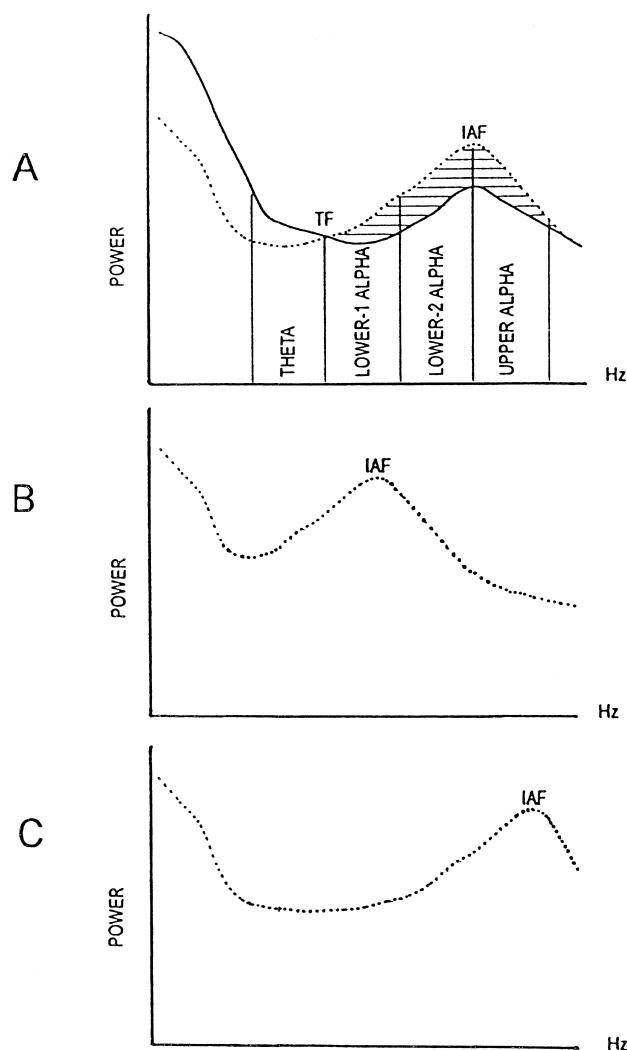 A
POWER
TF
IAF
THETA
LOWER-1 ALPHA
LOWER-2 ALPHA
UPPER ALPHA
Hz
B
POWER
IAF
Hz
C
POWER
IAF
Hz